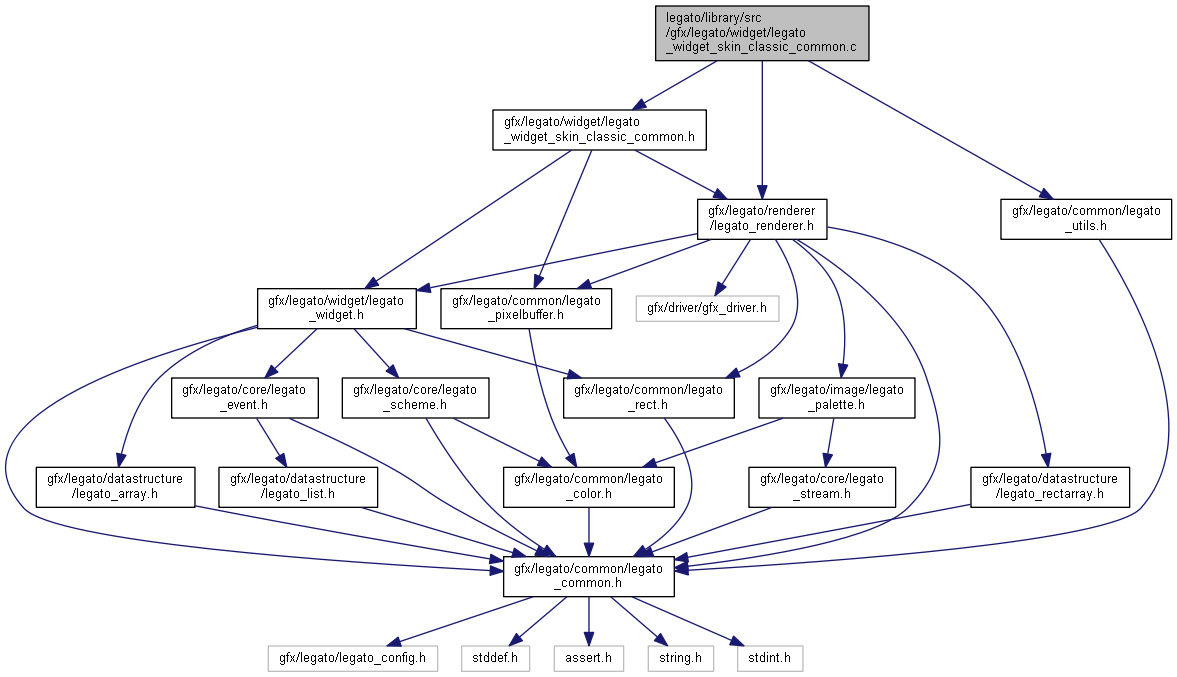 legato/library/src
/gfx/legato/widget/legato
_widget_skin_classic_common.c
gfx/legato/widget/legato
_widget_skin_classic_common.h
gfx/legato/renderer
/legato_renderer.h
gfx/legato/common/legato
_utils.h
gfx/legato/widget/legato
_widget.h
gfx/legato/common/legato
_pixelbuffer.h
gfx/driver/gfx_driver.h
gfx/legato/core/legato
_event.h
gfx/legato/core/legato
_scheme.h
gfx/legato/common/legato
_rect.h
gfx/legato/image/legato
_palette.h
gfx/legato/datastructure
/legato_array.h
gfx/legato/datastructure
/legato_list.h
gfx/legato/common/legato
_color.h
gfx/legato/core/legato
_stream.h
gfx/legato/datastructure
/legato_rectarray.h
gfx/legato/common/legato
_common.h
gfx/legato/legato_config.h
stddef.h
assert.h
string.h
stdint.h